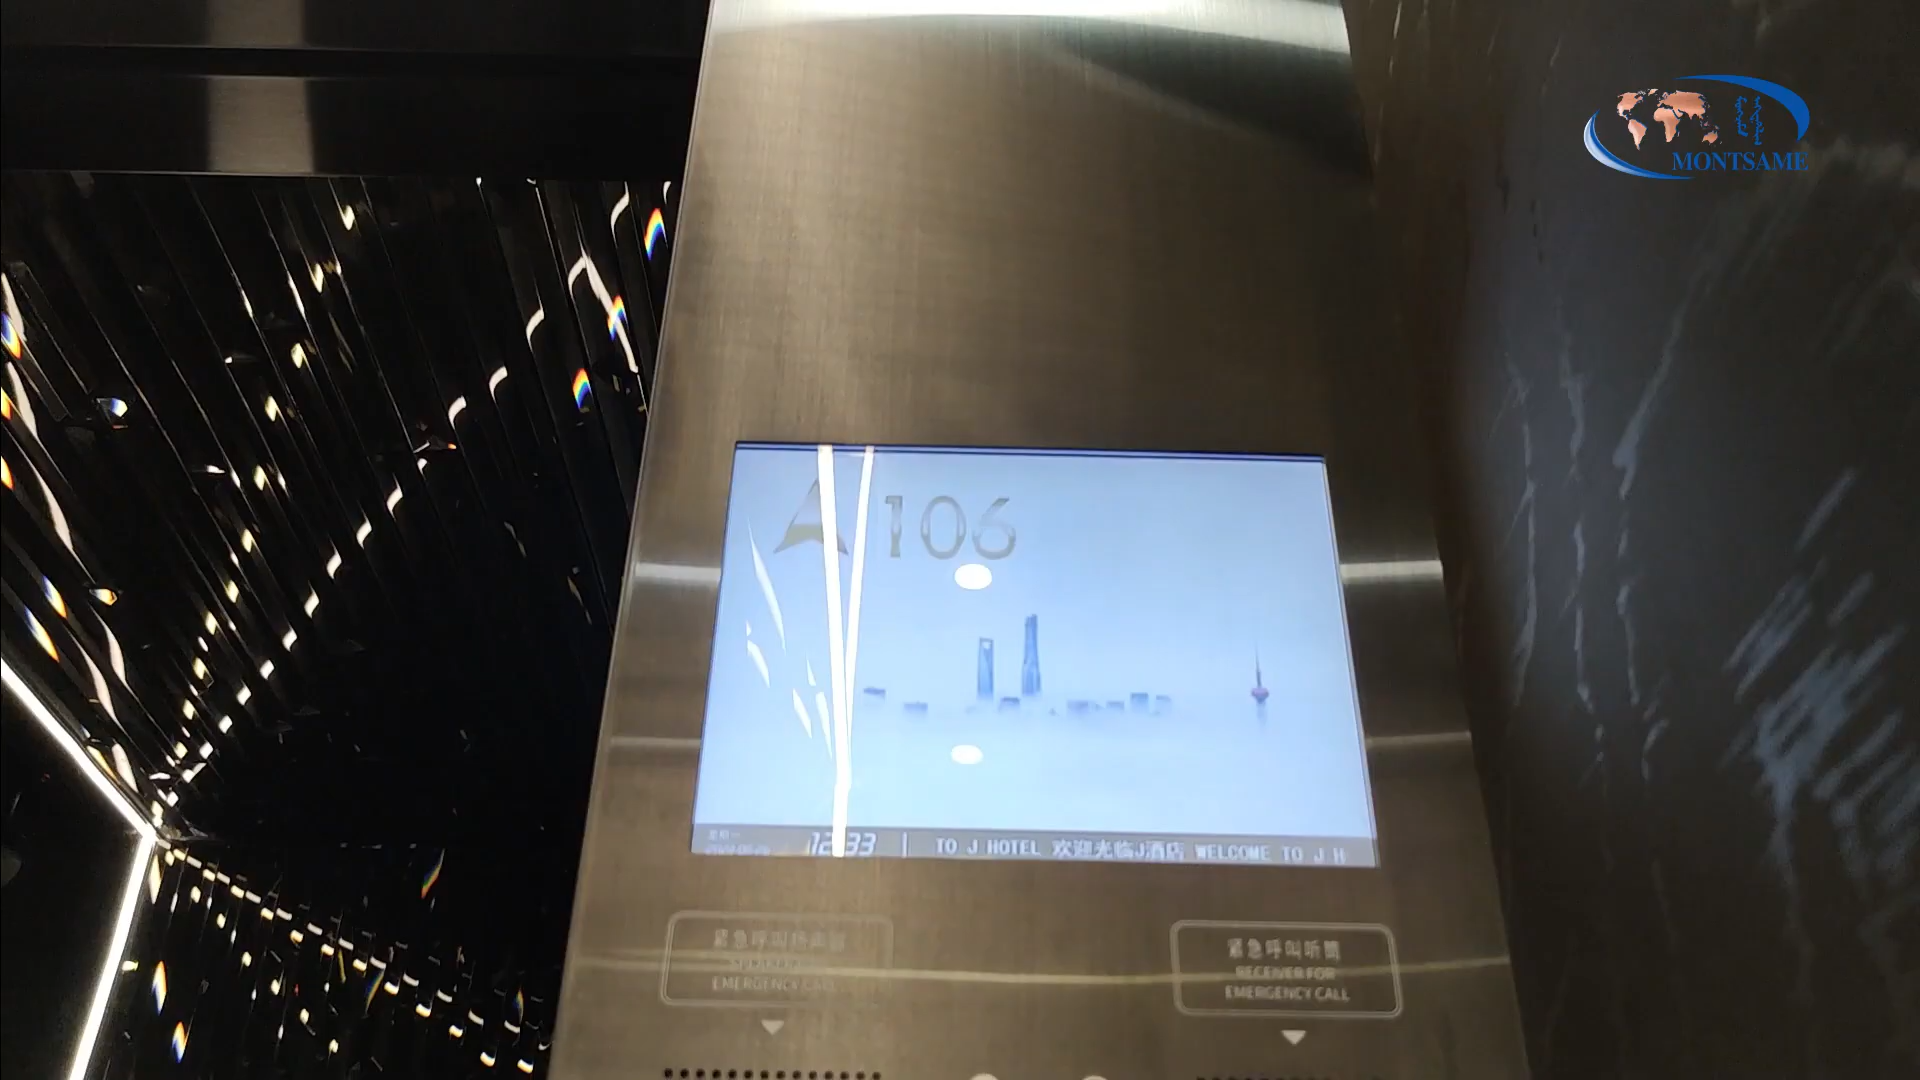 MONTSAME
106
12:33
TO J HOTEL 欢迎光临J酒店 WELCOME TO J H
紧急呼叫扬声器
SPEAKER
EMERGENCY CALL
紧急呼叫听筒
RECEIVER FOR
EMERGENCY CALL